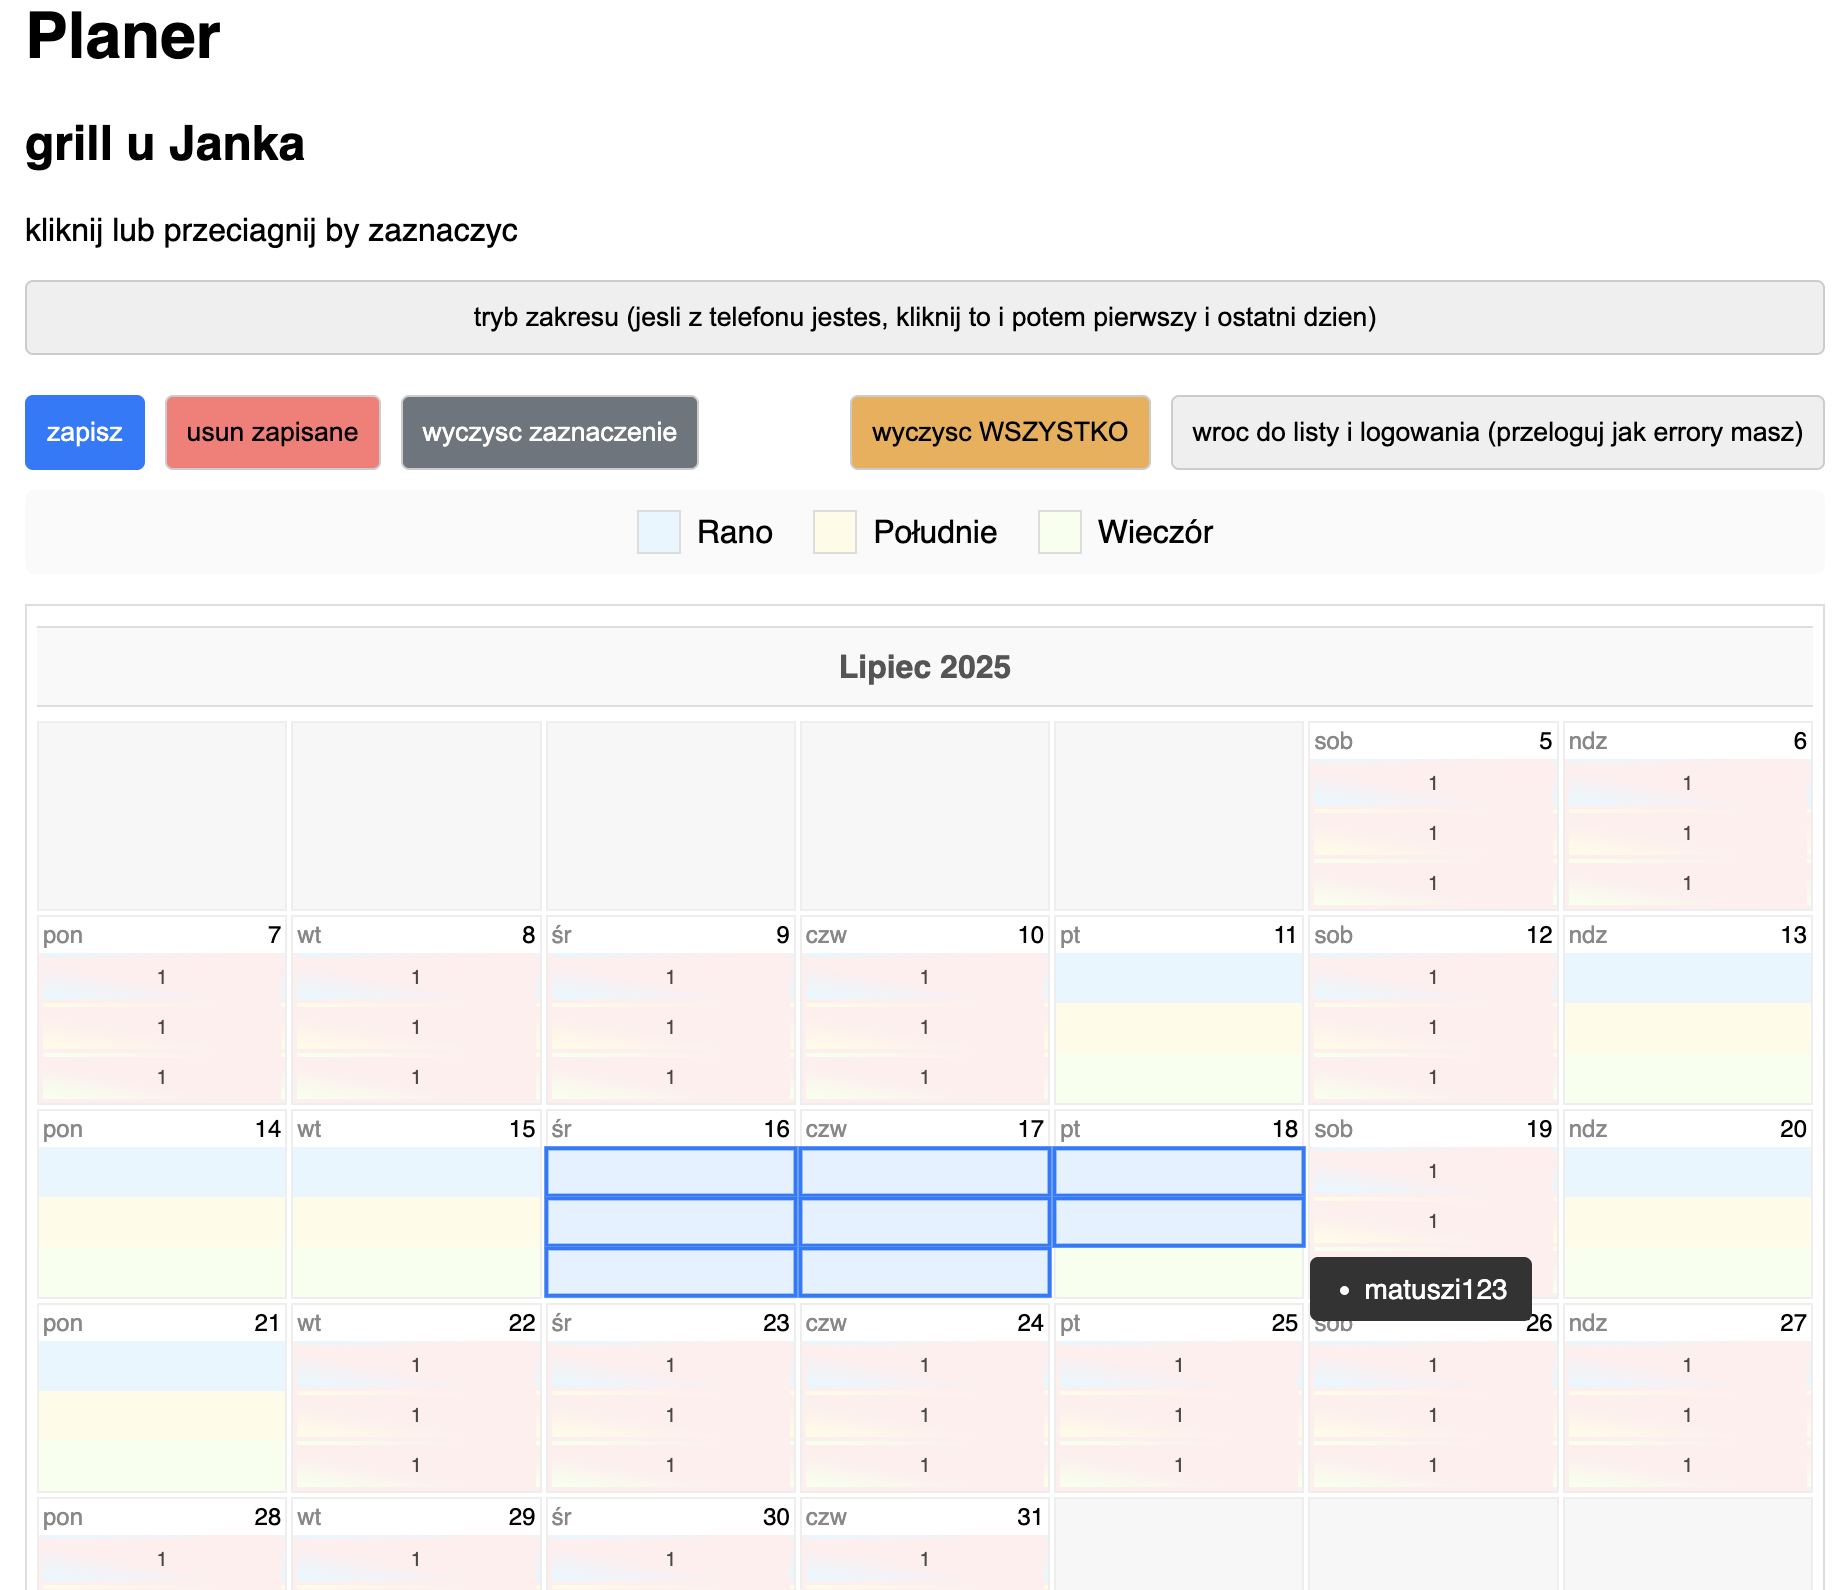 Planer
grill u Janka
kliknij lub przeciagnij by zaznaczyc
tryb zakresu (jesli z telefonu jestes, kliknij to i potem pierwszy i ostatni dzien)
zapisz usun zapisane wyczysc zaznaczenie wyczysc WSZYSTKO wroc do listy i logowania (przeloguj jak errory masz)
Rano Południe Wieczór
Lipiec 2025
sob 5 ndz 6
1 1
1 1
1 1
pon 7 wt 8 śr 9 czw 10 pt 11 sob 12 ndz 13
1 1 1 1 1
1 1 1 1 1
1 1 1 1 1
pon 14 wt 15 śr 16 czw 17 pt 18 sob 19 ndz 20
1
1
• matuszi123
pon 21 wt 22 śr 23 czw 24 pt 25 sob 26 ndz 27
1 1 1 1 1 1
1 1 1 1 1 1
1 1 1 1 1 1
pon 28 wt 29 śr 30 czw 31
1 1 1 1